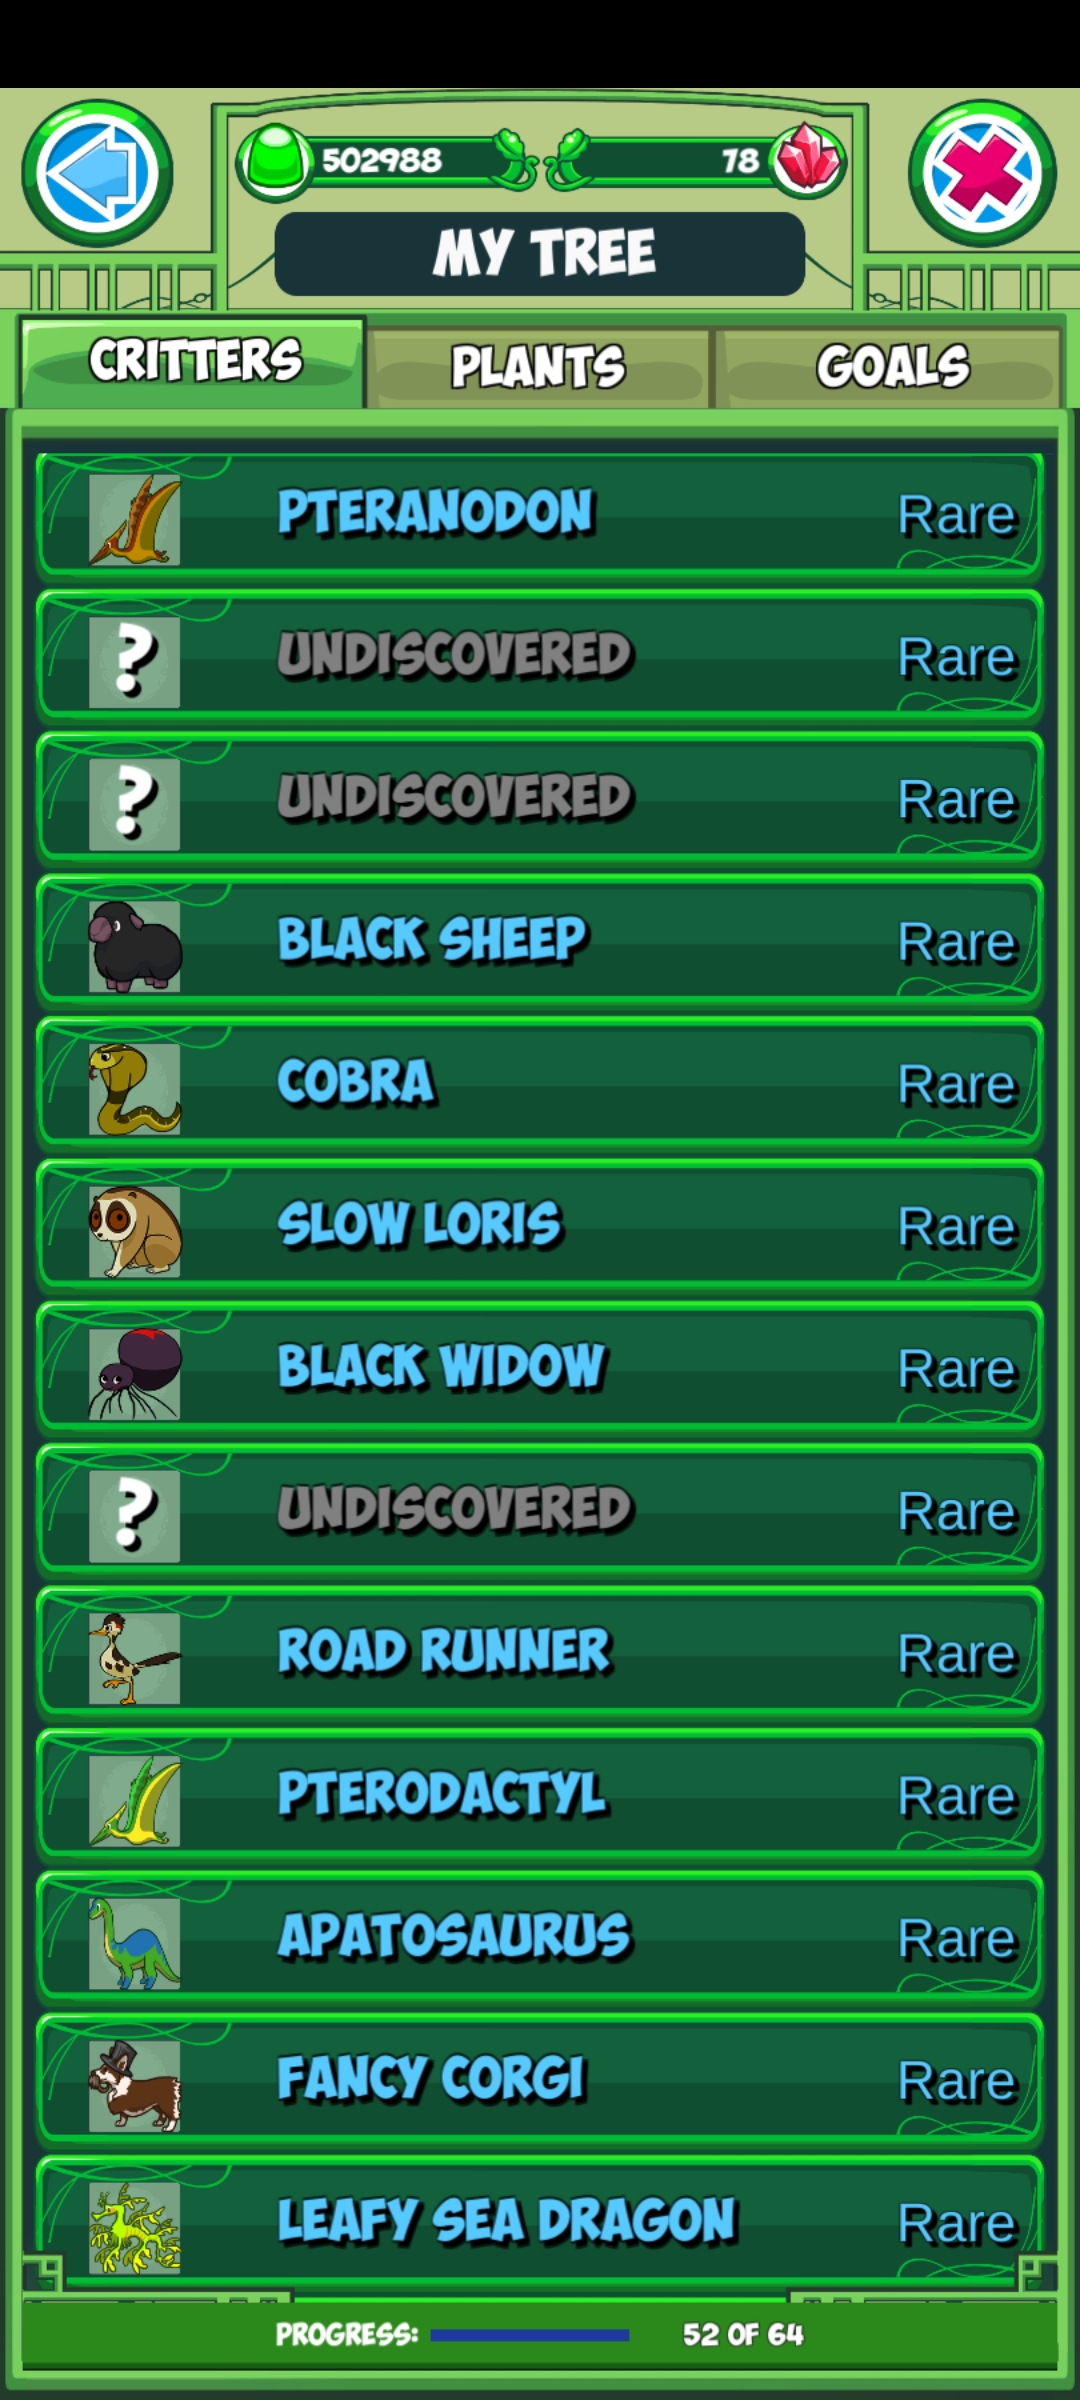 502988 78
MY TREE
CRITTERS PLANTS GOALS
PTERANODON Rare
? UNDISCOVERED Rare
? UNDISCOVERED Rare
BLACK SHEEP Rare
COBRA Rare
SLOW LORIS Rare
BLACK WIDOW Rare
? UNDISCOVERED Rare
ROAD RUNNER Rare
PTERODACTYL Rare
APATOSAURUS Rare
FANCY CORGI Rare
LEAFY SEA DRAGON Rare
PROGRESS: 52 OF 64